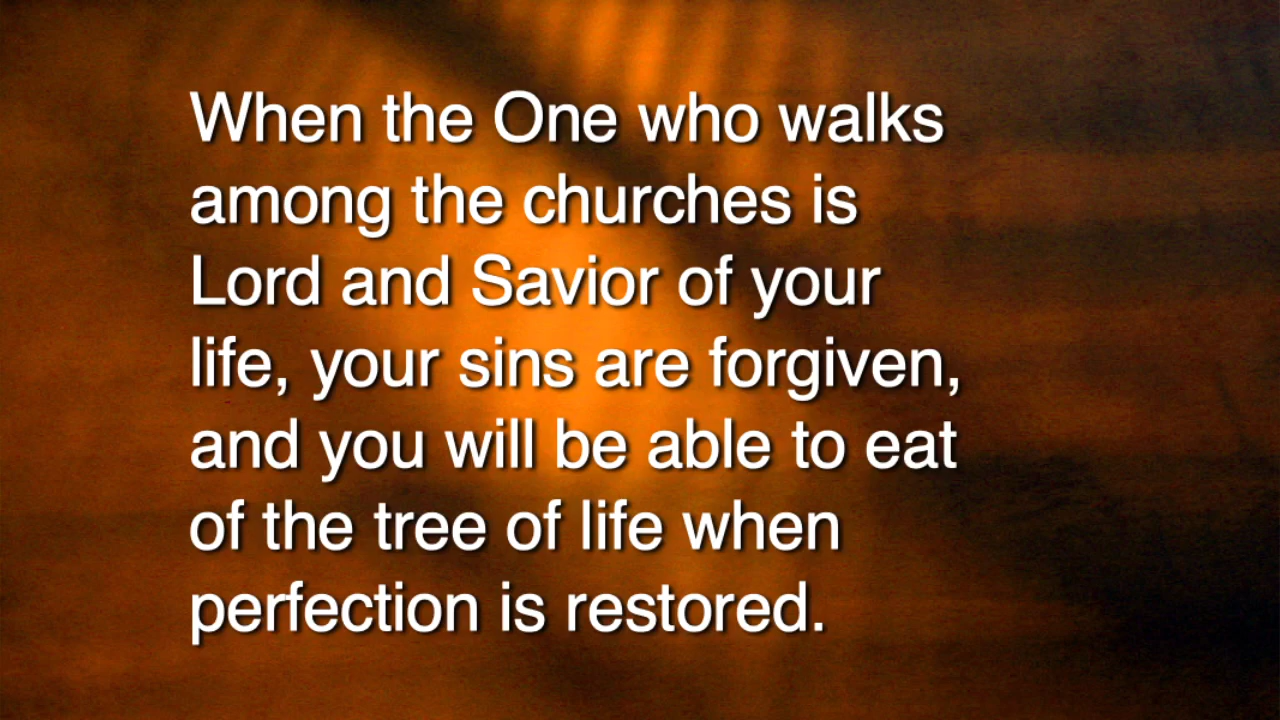 When the One who walks
among the churches is
Lord and Savior of your
life, your sins are forgiven,
and you will be able to eat
of the tree of life when
perfection is restored.